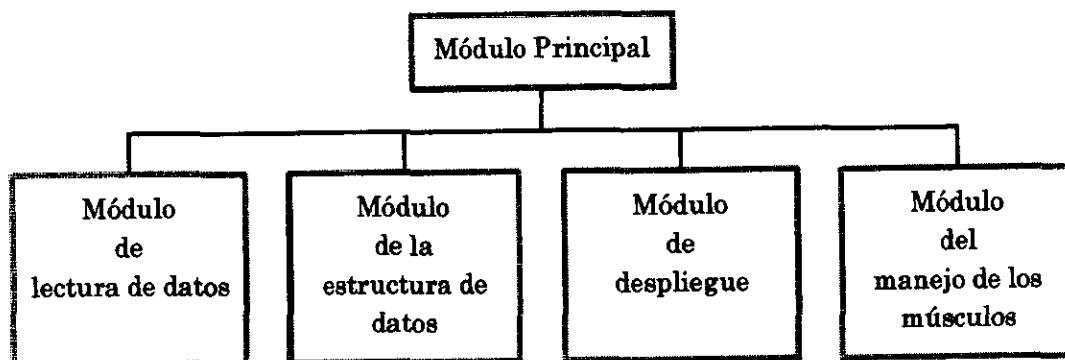 Módulo Principal
Módulo
de
lectura de datos
Módulo
de la
estructura de
datos
Módulo
de
despliegue
Módulo
del
manejo de los
músculos